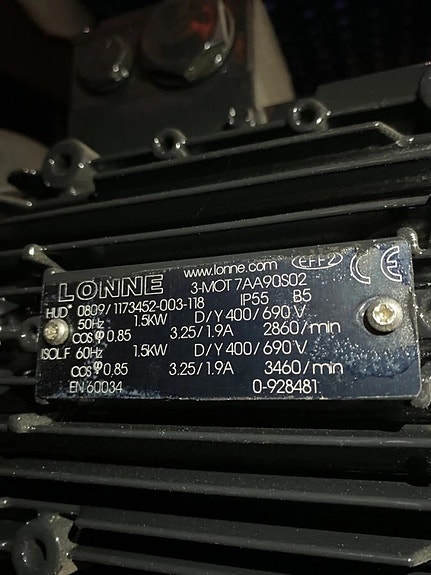 LÖNNE www.lonne.com EFF2 CE
3-MOT 7AA90S02
HUD* 0809/1173452-003-118 IP55 B5
50Hz 1.5KW D/Y 400/690 V
COS φ 0.85 3.25/1.9A 2860/min
ISOL.F 60Hz 1.5KW D/Y 400/690 V
COS φ 0.85 3.25/1.9A 3460/min
EN 60034 0-928481